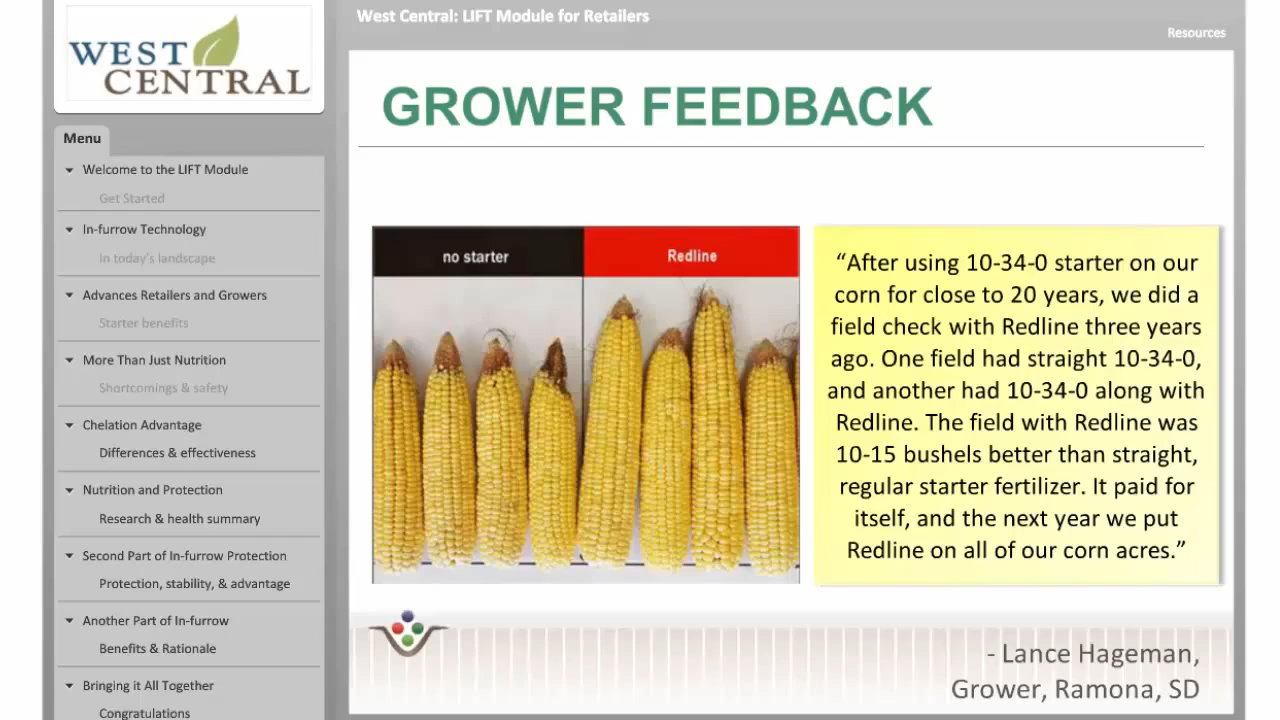 WEST
CENTRAL
Menu
Welcome to the LIFT Module
Get Started
In-furrow Technology
In today's landscape
Advances Retailers and Growers
Starter benefits
More Than Just Nutrition
Shortcomings & safety
Chelation Advantage
Differences & effectiveness
Nutrition and Protection
Research & health summary
Second Part of In-furrow Protection
Protection, stability, & advantage
Another Part of In-furrow
Benefits & Rationale
Bringing it All Together
Congratulations
West Central: LIFT Module for Retailers
Resources
GROWER FEEDBACK
no starter
Redline
“After using 10-34-0 starter on our
corn for close to 20 years, we did a
field check with Redline three years
ago. One field had straight 10-34-0,
and another had 10-34-0 along with
Redline. The field with Redline was
10-15 bushels better than straight,
regular starter fertilizer. It paid for
itself, and the next year we put
Redline on all of our corn acres.”
- Lance Hageman,
Grower, Ramona, SD